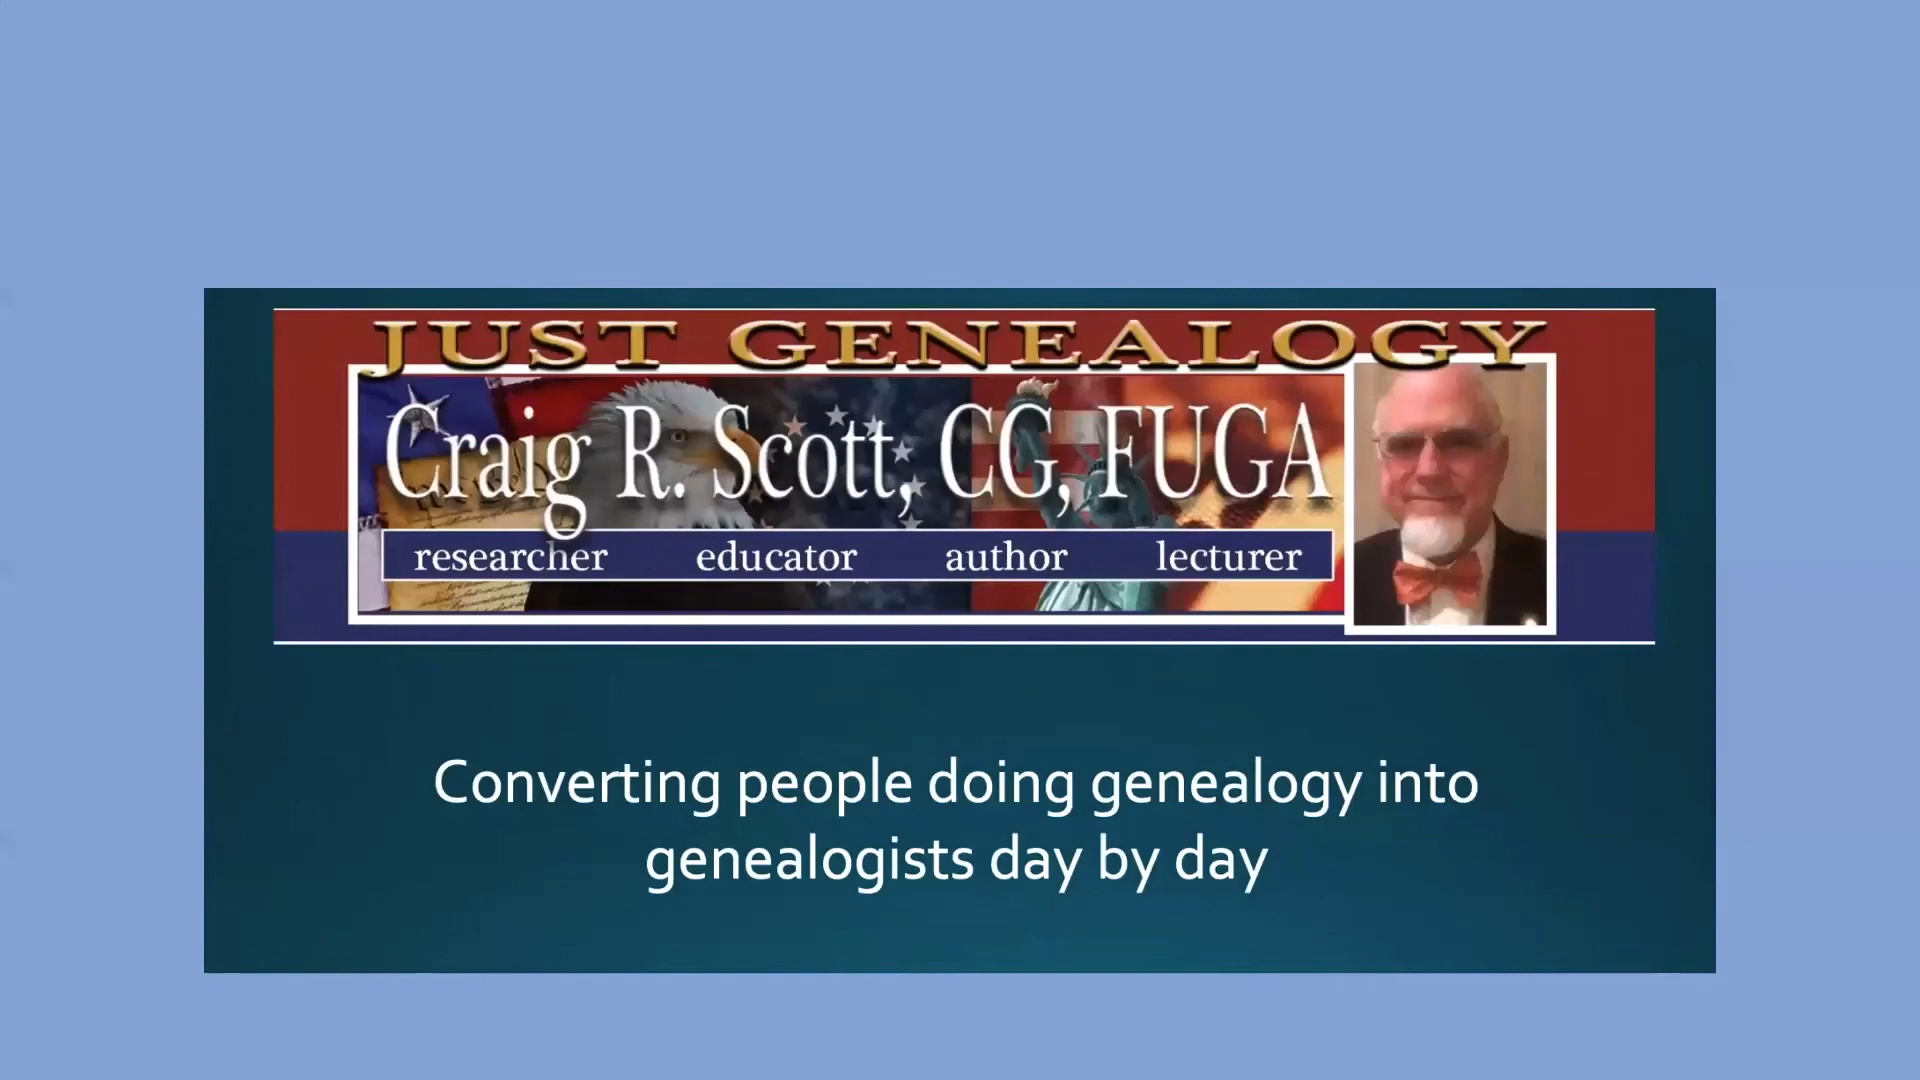 JUST GENEALOGY
Craig R. Scott, CG, FUGA
researcher educator author lecturer
Converting people doing genealogy into
genealogists day by day